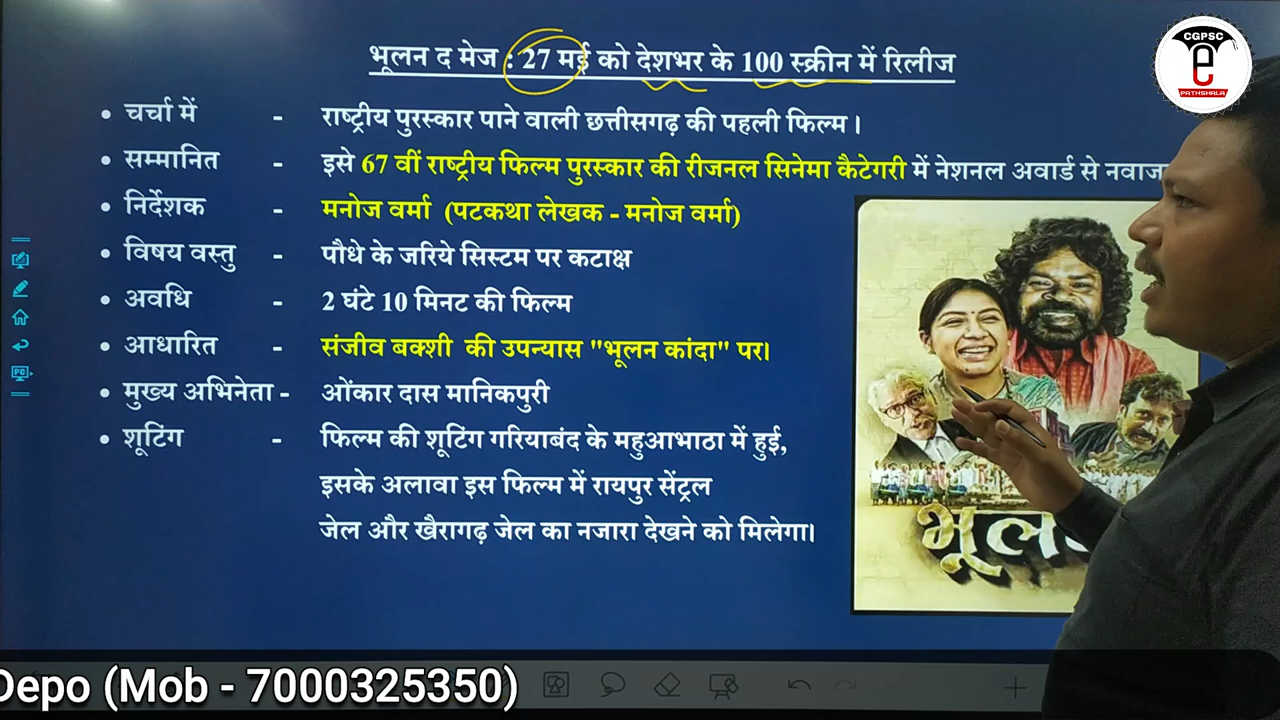 भूलन द मेज : 27 मई को देशभर के 100 स्क्रीन में रिलीज
• चर्चा में - राष्ट्रीय पुरस्कार पाने वाली छत्तीसगढ़ की पहली फिल्म।
• सम्मानित - इसे 67 वीं राष्ट्रीय फिल्म पुरस्कार की रीजनल सिनेमा कैटेगरी में नेशनल अवार्ड से नवाज
• निर्देशक - मनोज वर्मा (पटकथा लेखक - मनोज वर्मा)
• विषय वस्तु - पौधे के जरिये सिस्टम पर कटाक्ष
• अवधि - 2 घंटे 10 मिनट की फिल्म
• आधारित - संजीव बक्शी की उपन्यास "भूलन कांदा" पर।
• मुख्य अभिनेता - ओंकार दास मानिकपुरी
• शूटिंग - फिल्म की शूटिंग गरियाबंद के महुआभाठा में हुई,
इसके अलावा इस फिल्म में रायपुर सेंट्रल
जेल और खैरागढ़ जेल का नजारा देखने को मिलेगा।
CGPSC
e
PATHSHALA
भूल
PC
Depo (Mob - 7000325350)